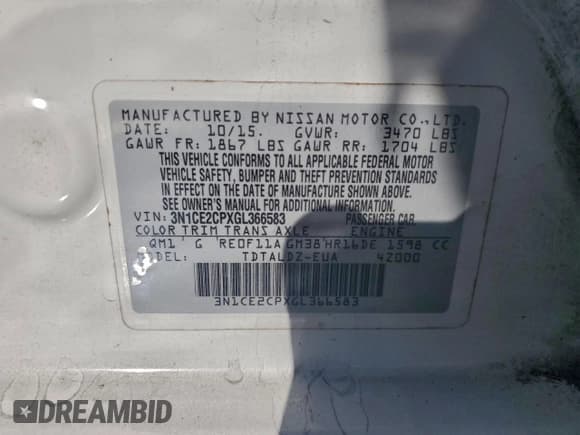 MANUFACTURED BY NISSAN MOTOR CO.,LTD.
DATE: 10/15. GVWR: 3470 LBS
GAWR FR: 1867 LBS GAWR RR: 1704 LBS
THIS VEHICLE CONFORMS TO ALL APPLICABLE FEDERAL MOTOR
VEHICLE SAFETY, BUMPER AND THEFT PREVENTION STANDARDS
IN EFFECT ON THE DATE OF MANUFACTURE SHOWN ABOVE.
SEE OWNER'S MANUAL FOR ADDITIONAL INFORMATION.
VIN: 3N1CE2CPXGL366583 PASSENGER CAR.
COLOR TRIM TRANS AXLE ENGINE
QM1 G RE0F11A GM38 HR16DE 1598 CC
MODEL: TDTALDZ-EUA 42000
3N1CE2CPXGL366583
DREAMBID